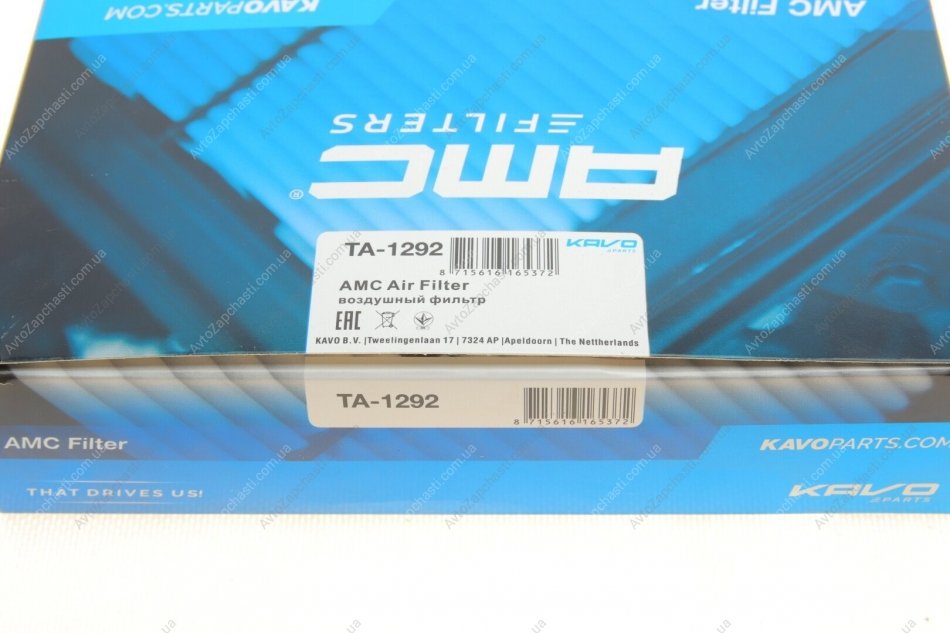 KAVOPARTS.COM
AMC Filter
FILTERS
AMC®
TA-1292
KAVO
PARTS
8 715616 165372
AMC Air Filter
воздушный фильтр
EAC
KAVO B.V. |Tweelingenlaan 17 | 7324 AP |Apeldoorn | The Netherlands
TA-1292
8 715616 165372
AMC Filter
KAVOPARTS.COM
THAT DRIVES US!
KAVO
PARTS
AvtoZapchasti.com.ua